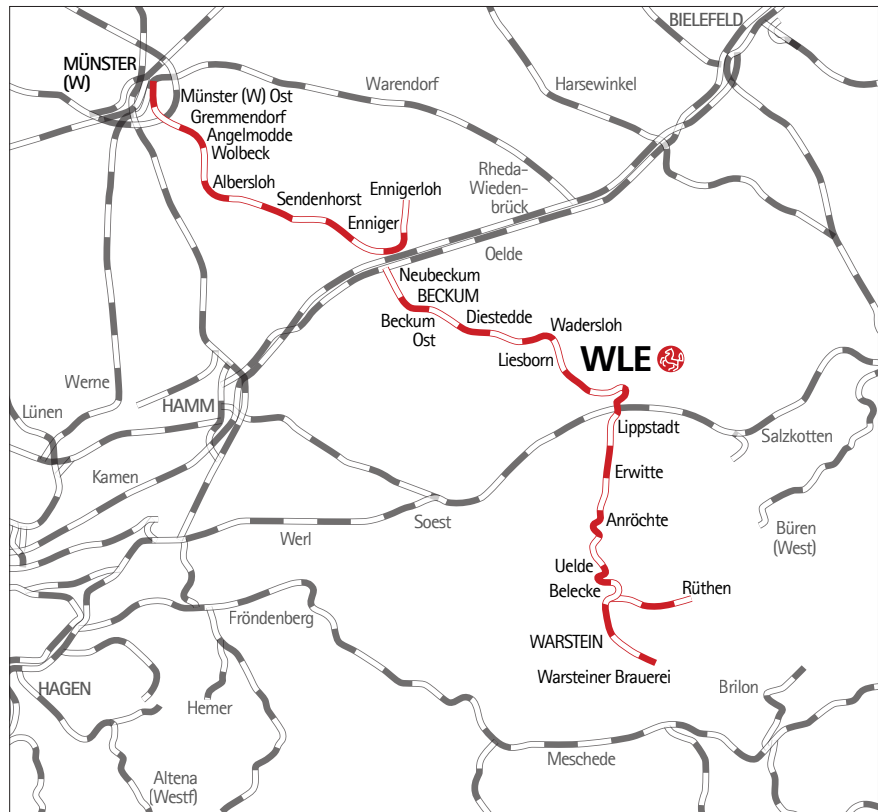 BIELEFELD
MÜNSTER
(W)
Warendorf
Harsewinkel
Münster (W) Ost
Gremmendorf
Angelmodde
Wolbeck
Albersloh
Sendenhorst
Ennigerloh
Enniger
Rheda-
Wieden-
brück
Oelde
Neubeckum
BECKUM
Beckum
Ost
Diestedde
Wadersloh
Liesborn
WLE
Werne
Lünen
HAMM
Lippstadt
Salzkotten
Kamen
Erwitte
Soest
Werl
Anröchte
Büren
(West)
Uelde
Belecke
Rüthen
Fröndenberg
WARSTEIN
Warsteiner Brauerei
HAGEN
Hemer
Brilon
Meschede
Altena
(Westf)